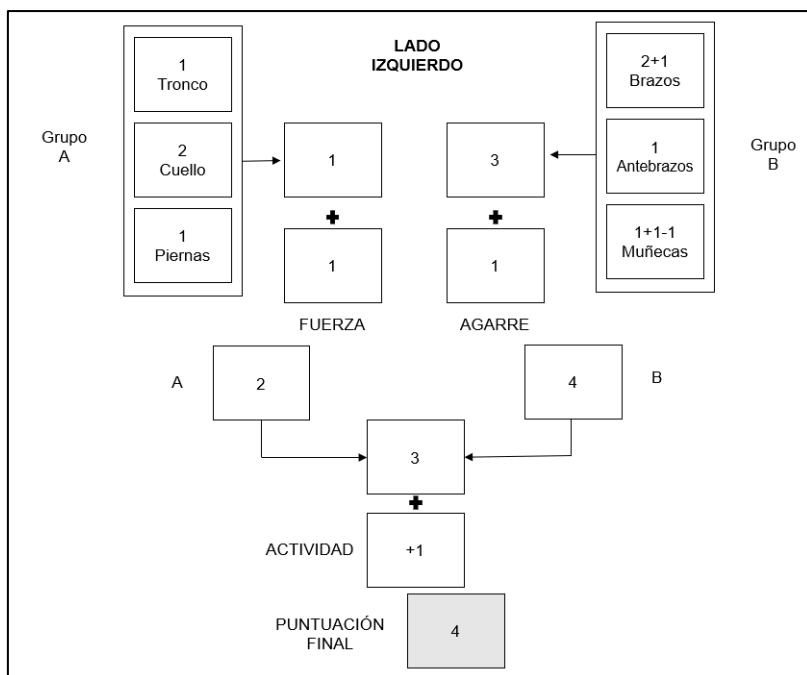 LADO
IZQUIERDO
Grupo
A
1
Tronco
2
Cuello
1
Piernas
1
1
FUERZA
3
1
AGARRE
2+1
Brazos
1
Antebrazos
1+1-1
Muñecas
Grupo
B
A
2
4
B
3
ACTIVIDAD
+1
PUNTUACIÓN
FINAL
4